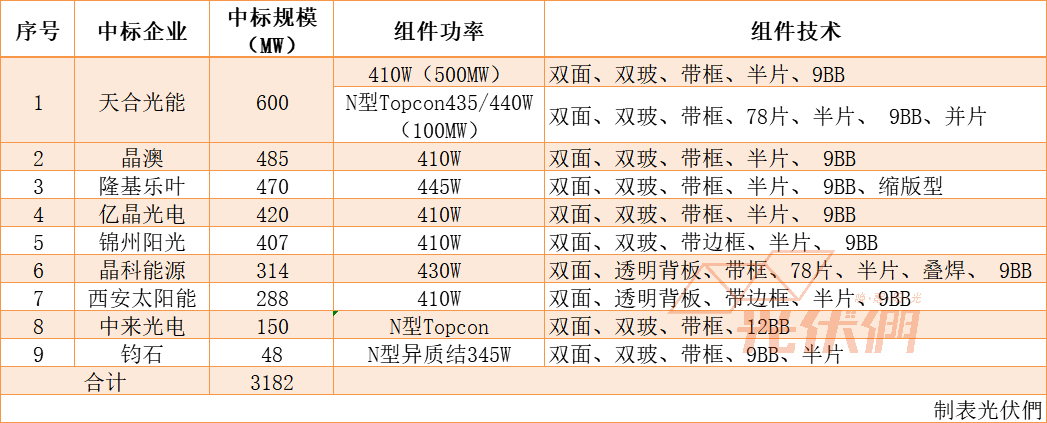 序号 中标企业 中标规模（MW） 组件功率 组件技术
1 天合光能 600 410W（500MW） 双面、双玻、带框、半片、9BB
N型Topcon435/440W（100MW） 双面、双玻、带框、78片、半片、 9BB、并片
2 晶澳 485 410W 双面、双玻、带框、半片、 9BB
3 隆基乐叶 470 445W 双面、双玻、带框、半片、 9BB、缩版型
4 亿晶光电 420 410W 双面、双玻、带框、半片、 9BB
5 锦州阳光 407 410W 双面、双玻、带边框、半片、 9BB
6 晶科能源 314 430W 双面、透明背板、带框、78片、半片、叠焊、 9BB
7 西安太阳能 288 410W 双面、透明背板、带边框、半片、9BB
8 中来光电 150 N型Topcon 双面、双玻、带框、12BB
9 钧石 48 N型异质结345W 双面、双玻、带框、9BB、半片
合计 3182
光伏們
制表光伏們